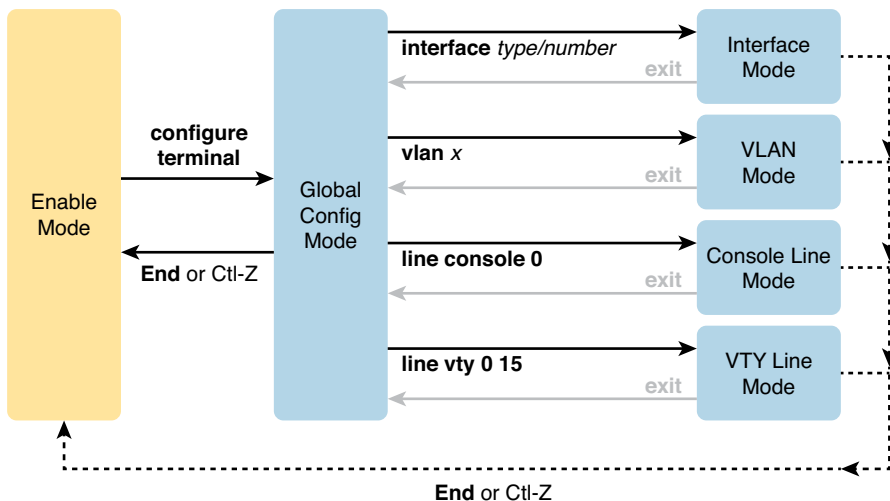 Enable
Mode
configure
terminal
End or Ctl-Z
Global
Config
Mode
interface type/number
exit
Interface
Mode
vlan x
exit
VLAN
Mode
line console 0
exit
Console Line
Mode
line vty 0 15
exit
VTY Line
Mode
End or Ctl-Z